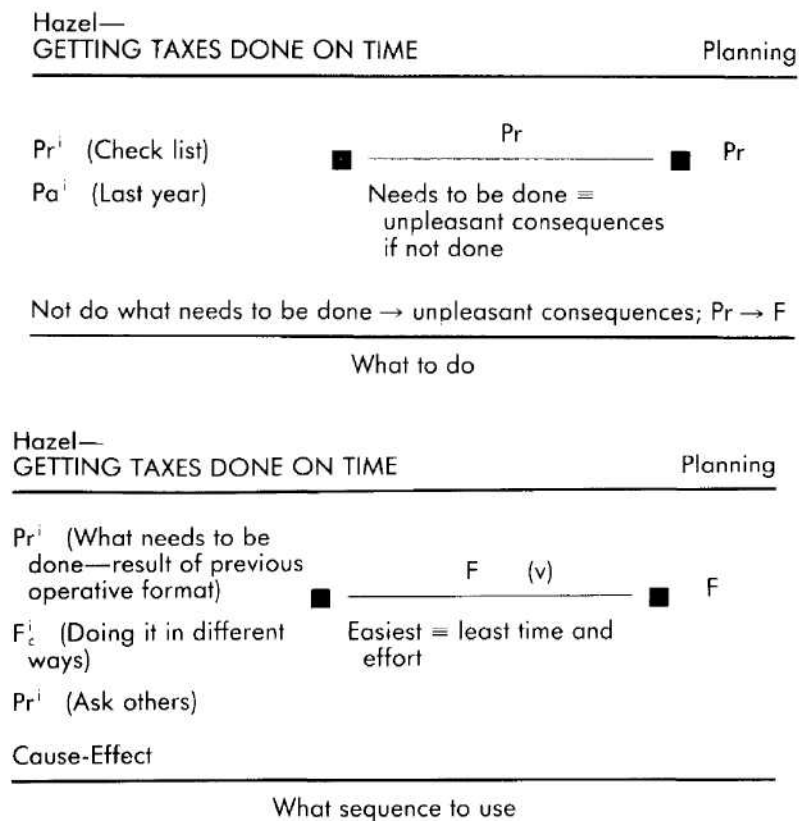 Hazel—
GETTING TAXES DONE ON TIME Planning
Prⁱ (Check list)
Paⁱ (Last year)
Pr
Pr
Needs to be done ≡
unpleasant consequences
if not done
Not do what needs to be done → unpleasant consequences; Pr → F
What to do
Hazel—
GETTING TAXES DONE ON TIME Planning
Prⁱ (What needs to be
done—result of previous
operative format)
F (v)
F
Fⁱc (Doing it in different
ways)
Easiest ≡ least time and
effort
Prⁱ (Ask others)
Cause-Effect
What sequence to use